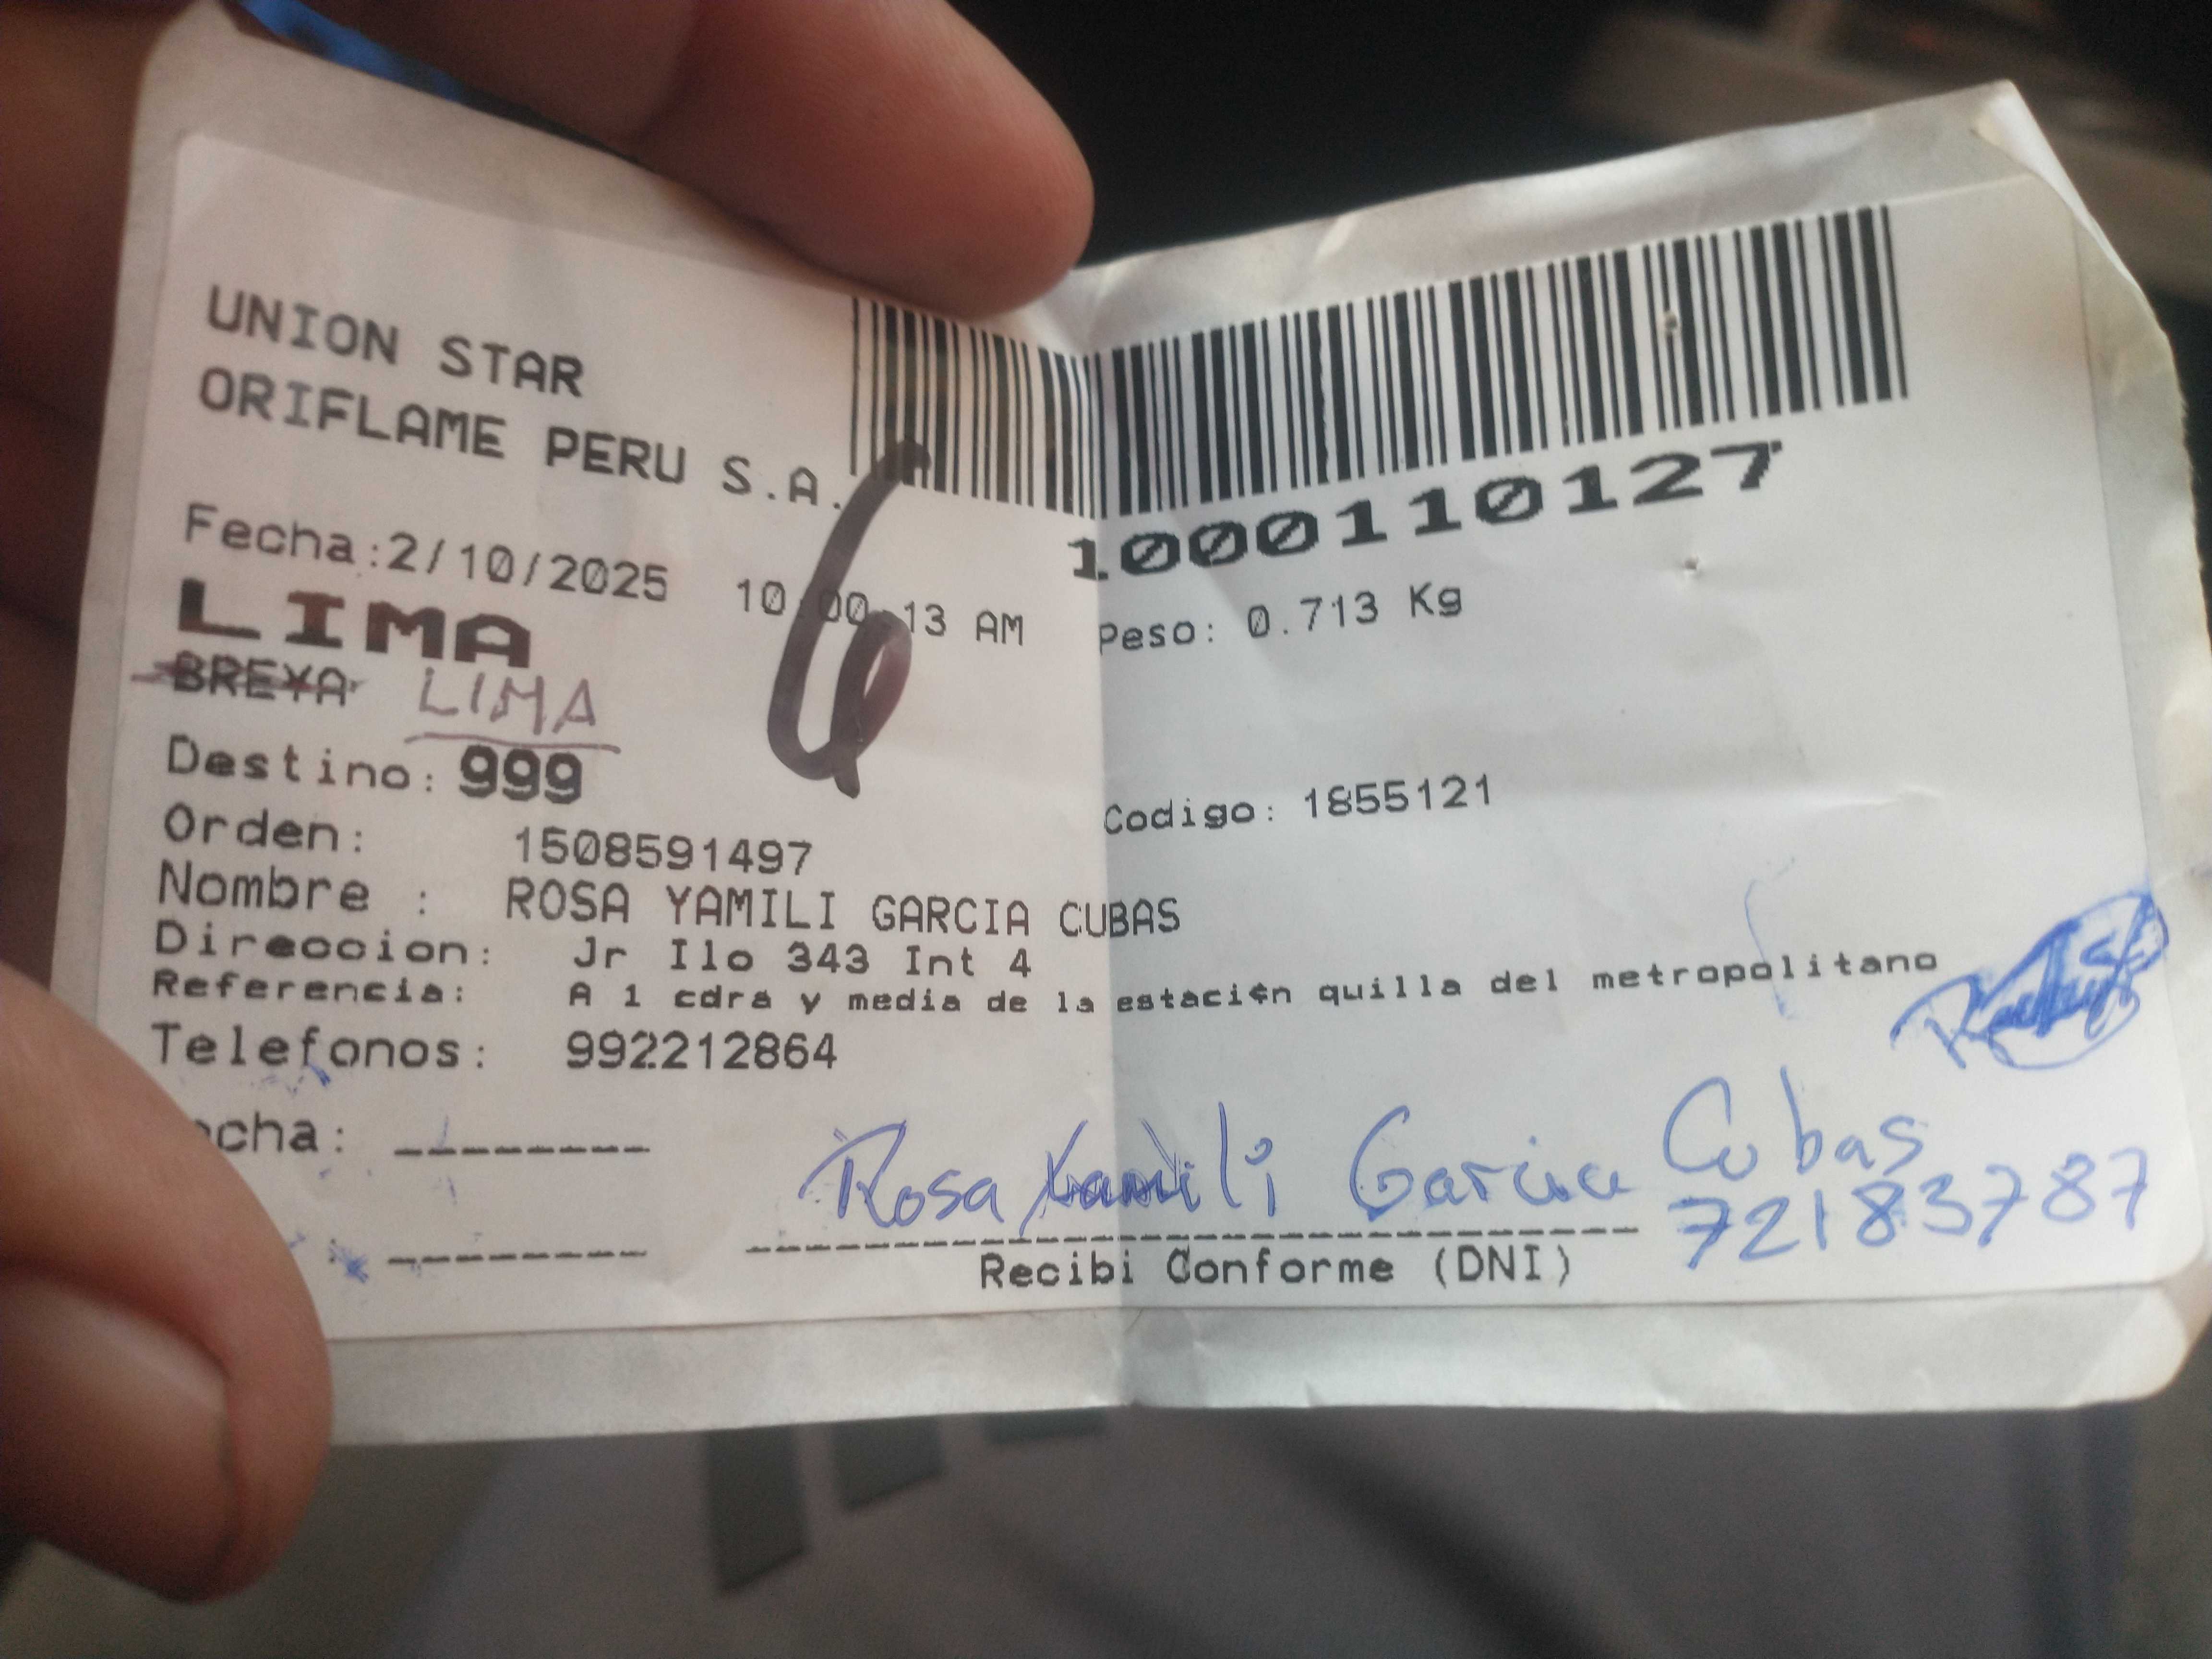 UNION STAR
ORIFLAME PERU S.A.
1000110127
Fecha:2/10/2025 10:00:13 AM Peso: 0.713 Kg
LIMA
BREÝA LIMA
6
Destino: 999
Codigo: 1855121
Orden: 1508591497
Nombre : ROSA YAMILI GARCIA CUBAS
Direccion: Jr Ilo 343 Int 4
Referencia: A 1 cdra y media de la estaci¢n quilla del metropolitano
Telefonos: 992212864
cha: --------
: --------
Rosa Yamili Garcia Cubas
72183787
Recibi Conforme (DNI)